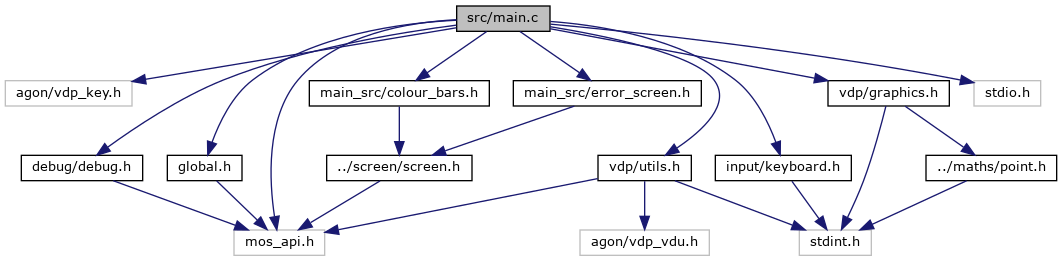 src/main.c
agon/vdp_key.h
main_src/colour_bars.h
main_src/error_screen.h
vdp/graphics.h
stdio.h
debug/debug.h
global.h
../screen/screen.h
vdp/utils.h
input/keyboard.h
../maths/point.h
mos_api.h
agon/vdp_vdu.h
stdint.h